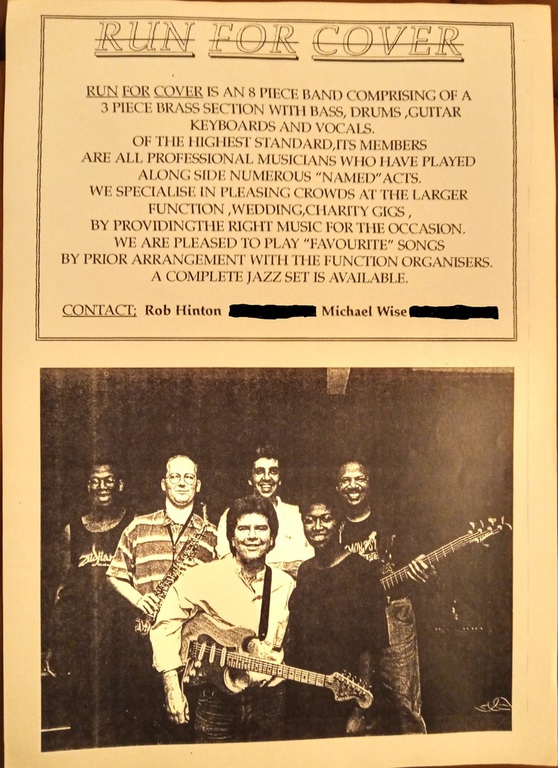 RUN FOR COVER
RUN FOR COVER IS AN 8 PIECE BAND COMPRISING OF A
3 PIECE BRASS SECTION WITH BASS, DRUMS ,GUITAR
KEYBOARDS AND VOCALS.
OF THE HIGHEST STANDARD,ITS MEMBERS
ARE ALL PROFESSIONAL MUSICIANS WHO HAVE PLAYED
ALONG SIDE NUMEROUS "NAMED" ACTS.
WE SPECIALISE IN PLEASING CROWDS AT THE LARGER
FUNCTION ,WEDDING,CHARITY GIGS ,
BY PROVIDINGTHE RIGHT MUSIC FOR THE OCCASION.
WE ARE PLEASED TO PLAY "FAVOURITE" SONGS
BY PRIOR ARRANGEMENT WITH THE FUNCTION ORGANISERS.
A COMPLETE JAZZ SET IS AVAILABLE.
CONTACT: Rob Hinton Michael Wise
Zildjian